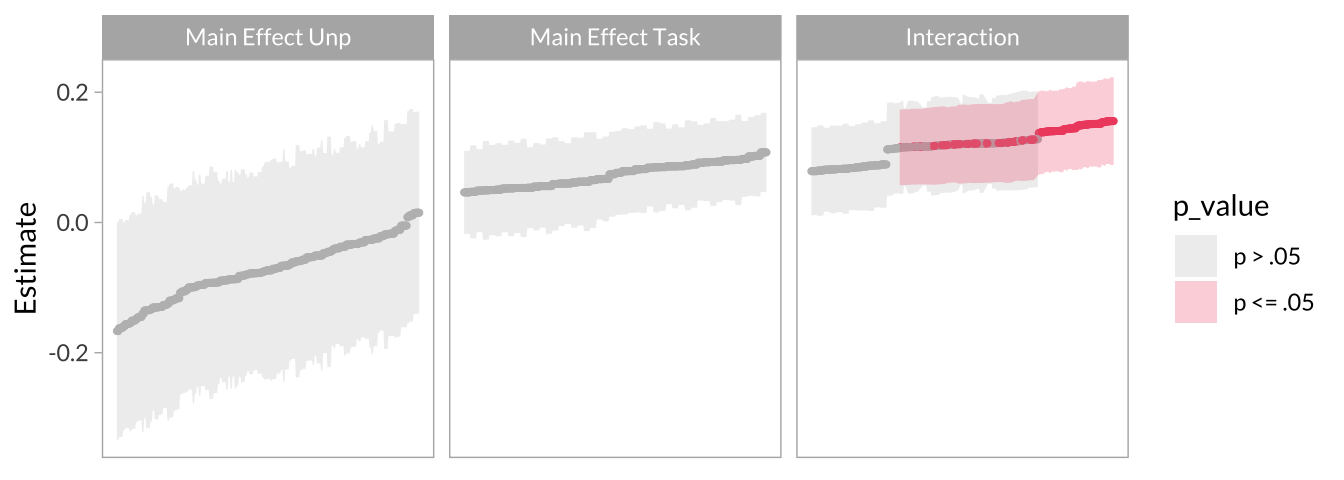 Main Effect Unp
Main Effect Task
Interaction
0.2
0.0
-0.2
Estimate
p_value
p > .05
p <= .05